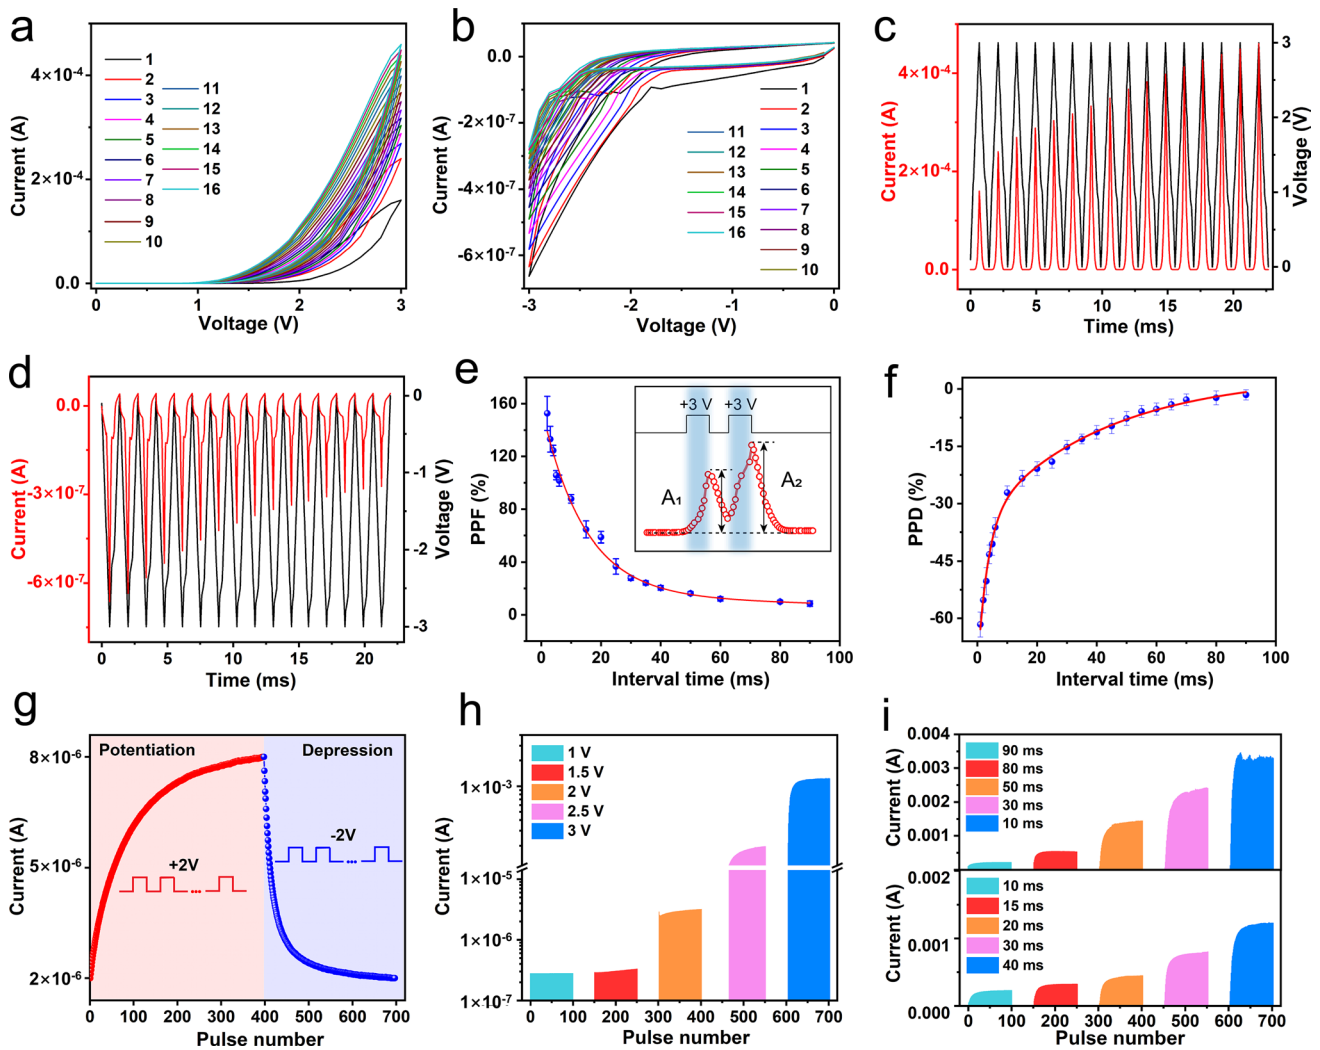 a
Current (A)
4×10⁻⁴
2×10⁻⁴
0.0
0
1
2
3
Voltage (V)
1
2
3
4
5
6
7
8
9
10
11
12
13
14
15
16
b
Current (A)
0.0
-2×10⁻⁷
-4×10⁻⁷
-6×10⁻⁷
-3
-2
-1
0
Voltage (V)
11
12
13
14
15
16
1
2
3
4
5
6
7
8
9
10
c
Current (A)
4×10⁻⁴
2×10⁻⁴
0.0
0
5
10
15
20
Time (ms)
3
2
1
0
Voltage (V)
d
Current (A)
0.0
-3×10⁻⁷
-6×10⁻⁷
0
5
10
15
20
Time (ms)
0
-1
-2
-3
Voltage (V)
e
PPF (%)
160
120
80
40
0
0
20
40
60
80
100
Interval time (ms)
+3 V
+3 V
A₁
A₂
f
PPD (%)
0
-15
-30
-45
-60
0
20
40
60
80
100
Interval time (ms)
g
Current (A)
8×10⁻⁶
5×10⁻⁶
2×10⁻⁶
Potentiation
Depression
+2V
-2V
0
100
200
300
400
500
600
700
Pulse number
h
Current (A)
1×10⁻³
1×10⁻⁵
1×10⁻⁶
1×10⁻⁷
1 V
1.5 V
2 V
2.5 V
3 V
0
100
200
300
400
500
600
700
Pulse number
i
Current (A)
0.004
0.003
0.002
0.001
90 ms
80 ms
50 ms
30 ms
10 ms
Current (A)
0.002
0.001
0.000
10 ms
15 ms
20 ms
30 ms
40 ms
0
100
200
300
400
500
600
700
Pulse number